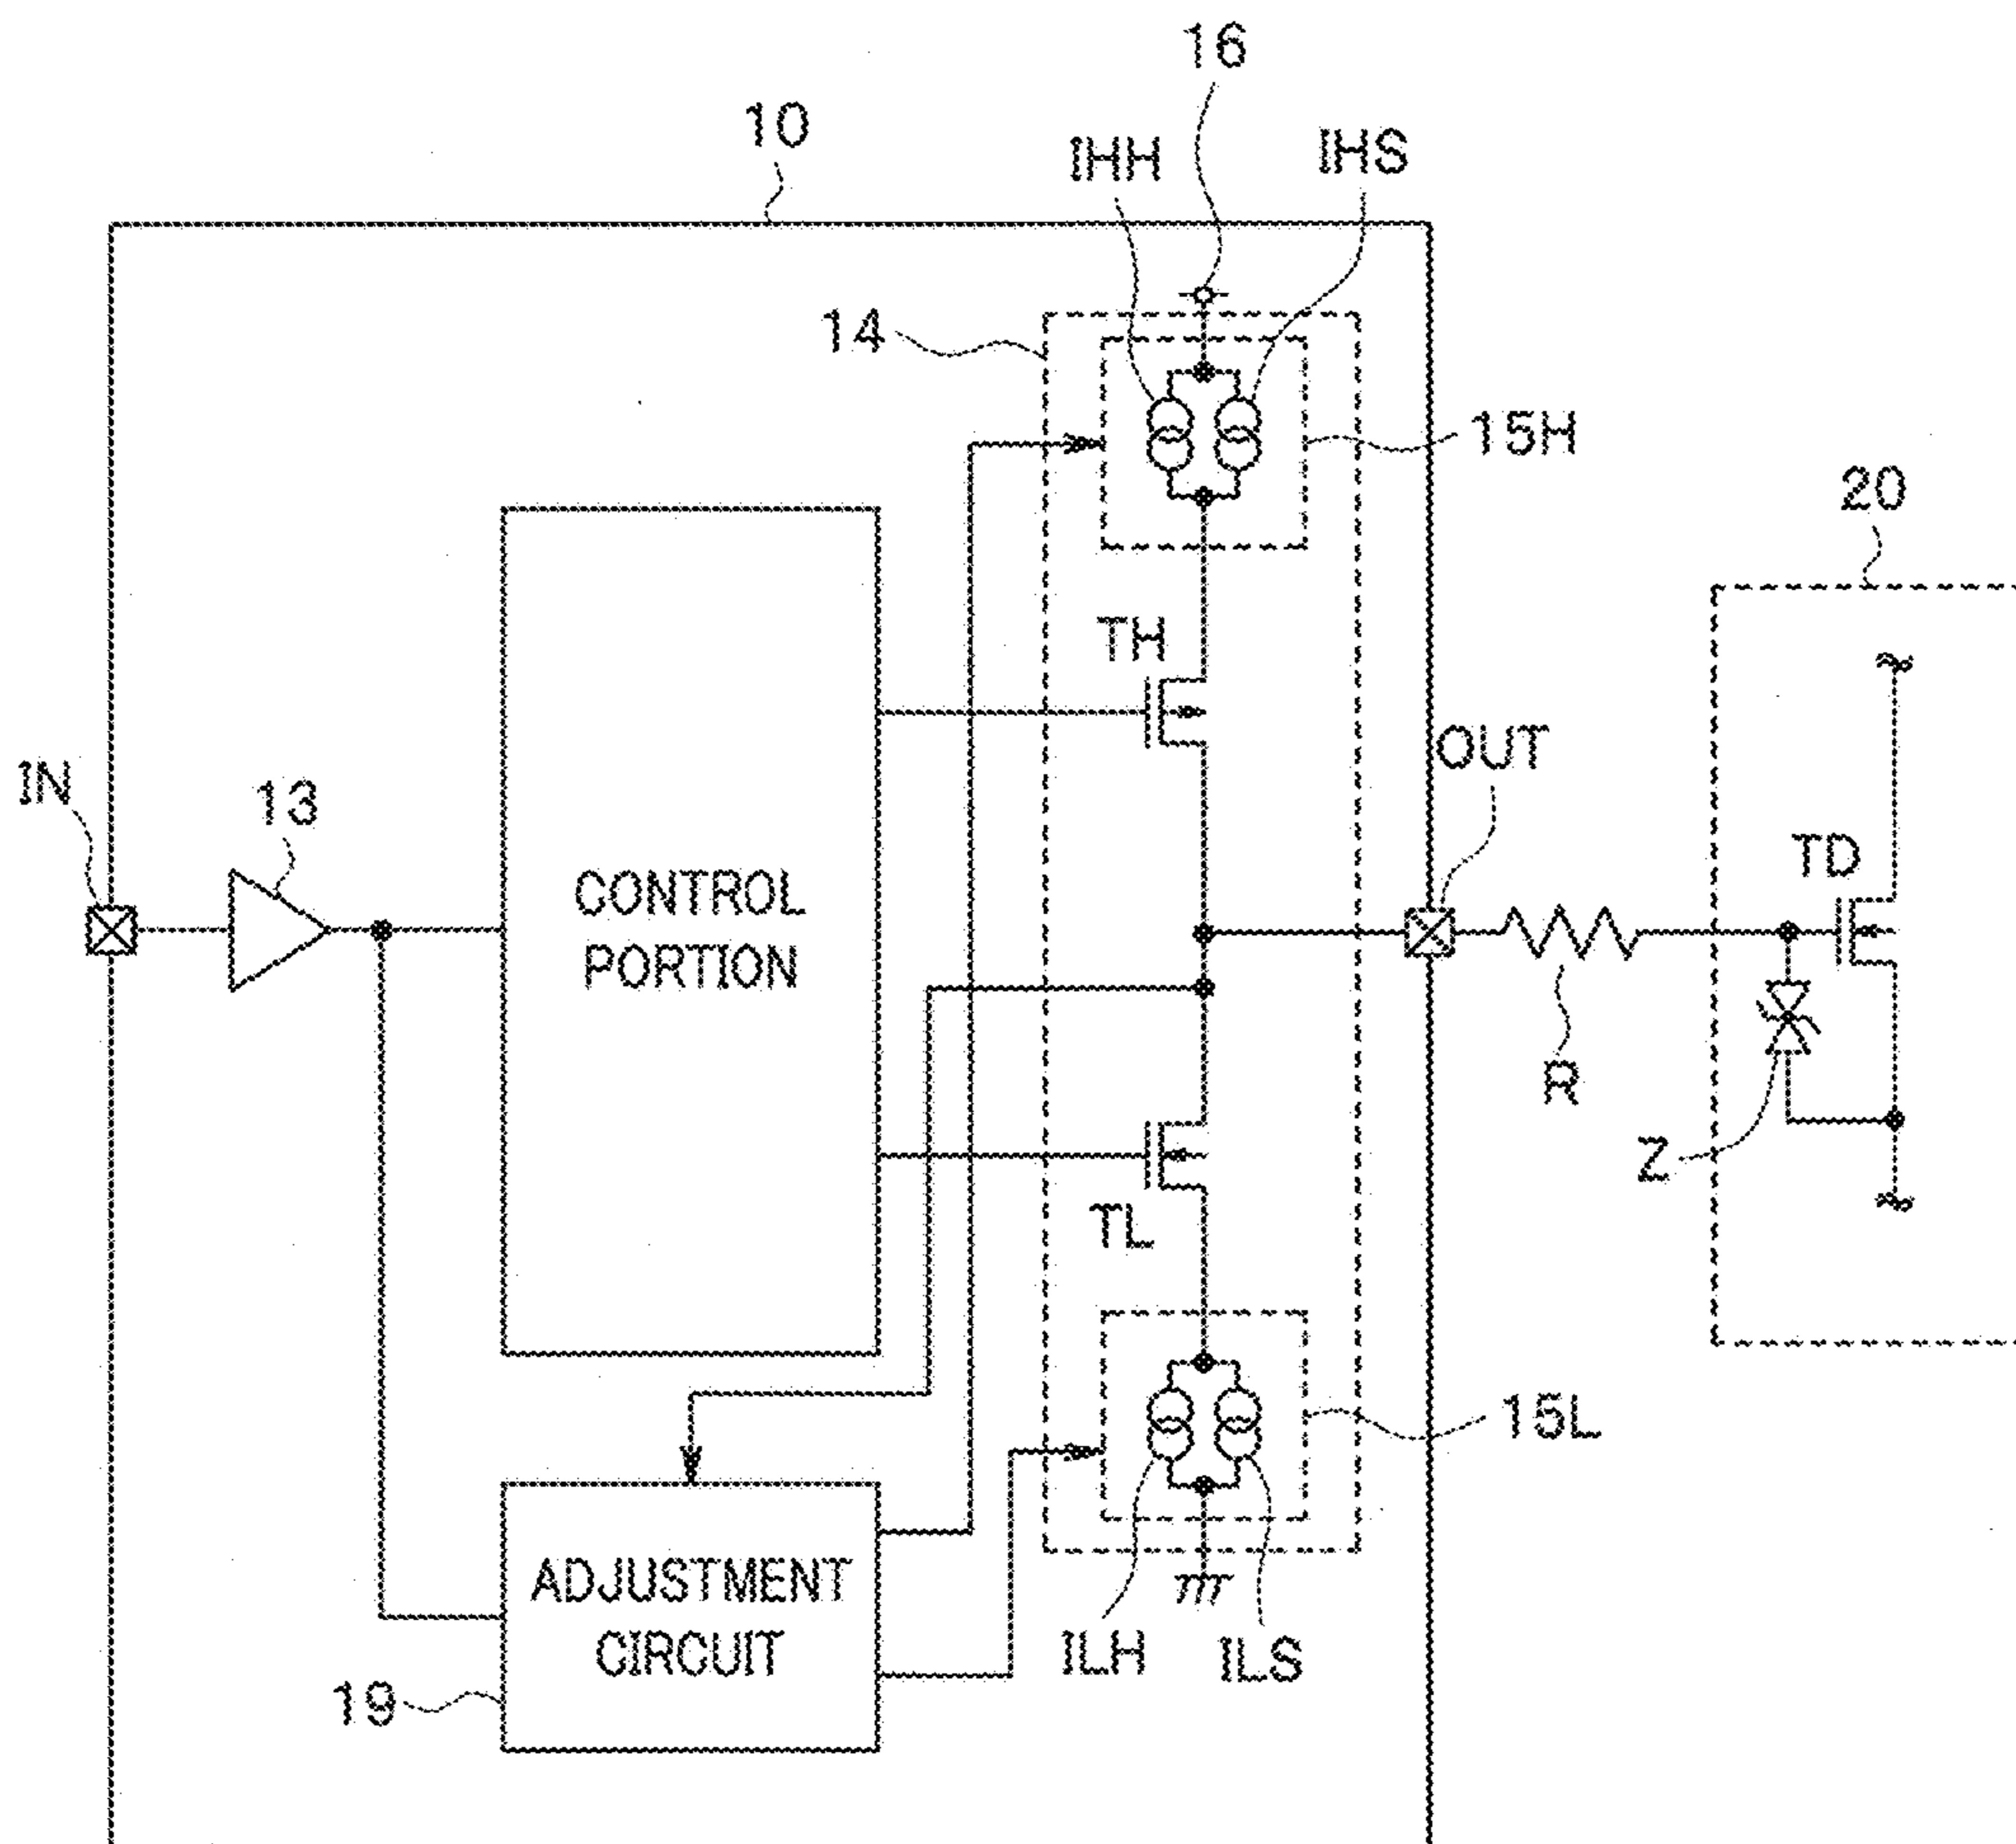 16
10
IHH
IHS
14
15H
20
TH
OUT
IN
13
TD
CONTROL
PORTION
R
Z
TL
15L
ADJUSTMENT
CIRCUIT
ILH
ILS
19